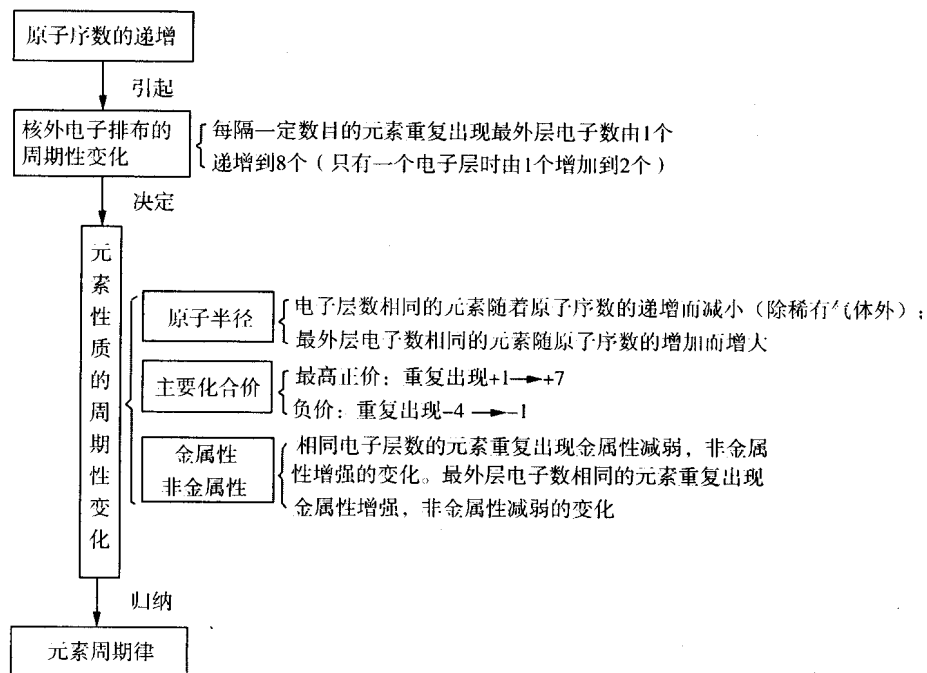 原子序数的递增
引起
核外电子排布的
周期性变化
每隔一定数目的元素重复出现最外层电子数由1个
递增到8个（只有一个电子层时由1个增加到2个）
决定
元素性质的周期性变化
原子半径
电子层数相同的元素随着原子序数的递增而减小（除稀有气体外）；
最外层电子数相同的元素随原子序数的增加而增大
主要化合价
最高正价：重复出现+1→+7
负价：重复出现-4→-1
金属性
非金属性
相同电子层数的元素重复出现金属性减弱，非金属
性增强的变化。最外层电子数相同的元素重复出现
金属性增强，非金属性减弱的变化
归纳
元素周期律